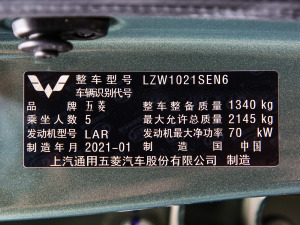 整车型号 LZW1021SEN6
车辆识别代号
品牌 五菱 整车整备质量 1340 kg
乘坐人数 5 最大允许总质量 2145 kg
发动机型号 LAR 发动机最大净功率 70 kW
制造年月 2021-01 制造国 中国
上汽通用五菱汽车股份有限公司 制造